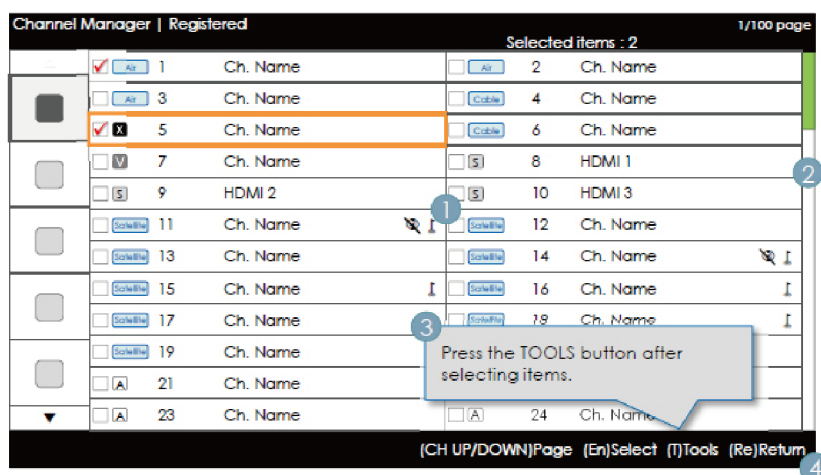 Channel Manager | Registered
1/100 page
Selected items : 2
Air 1 Ch. Name
Air 2 Ch. Name
Air 3 Ch. Name
Cable 4 Ch. Name
X 5 Ch. Name
Cable 6 Ch. Name
V 7 Ch. Name
S 8 HDMI 1
S 9 HDMI 2
S 10 HDMI 3
Satellite 11 Ch. Name
Satellite 12 Ch. Name
Satellite 13 Ch. Name
Satellite 14 Ch. Name
Satellite 15 Ch. Name
Satellite 16 Ch. Name
Satellite 17 Ch. Name
Satellite 18 Ch. Name
Satellite 19 Ch. Name
A 21 Ch. Name
A 23 Ch. Name
A 24 Ch. Name
1
2
3
Press the TOOLS button after
selecting items.
(CH UP/DOWN)Page (En)Select (T)Tools (Re)Return
4